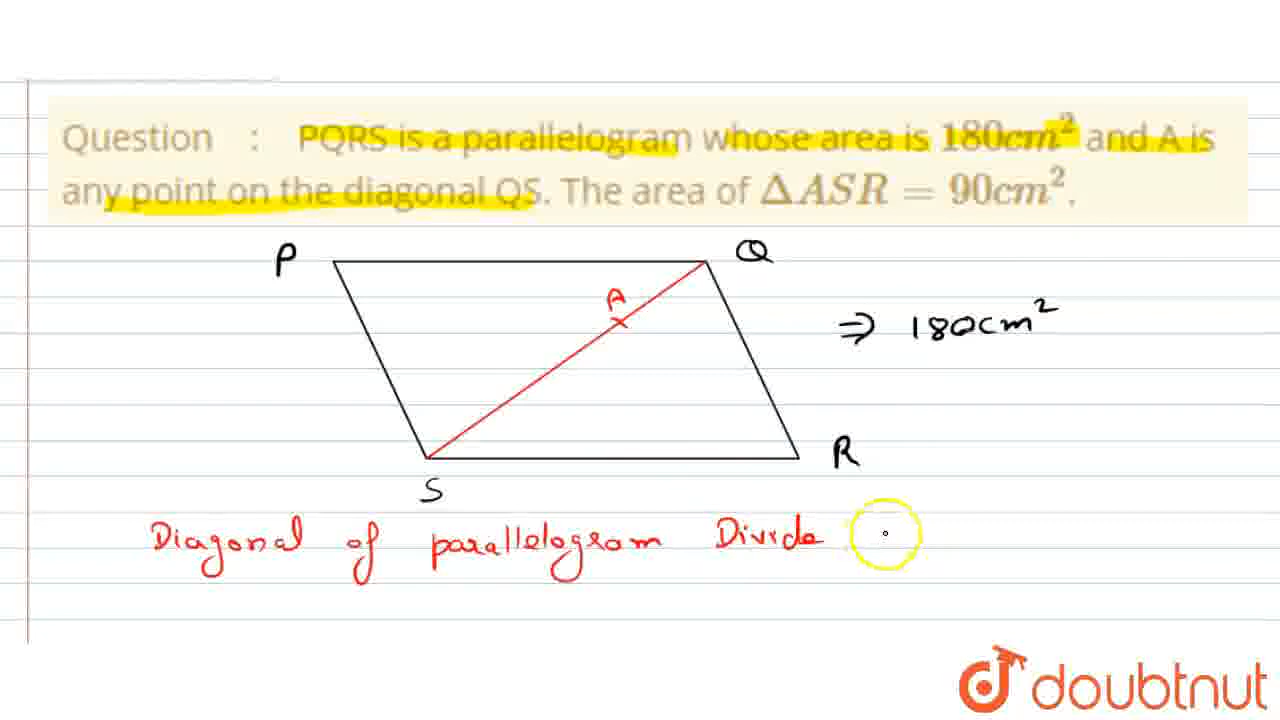 Question : PQRS is a parallelogram whose area is 180cm² and A is
any point on the diagonal QS. The area of ΔASR = 90cm².
P
Q
A
⇒ 180cm²
R
S
Diagonal of parallelogram Divide
doubtnut